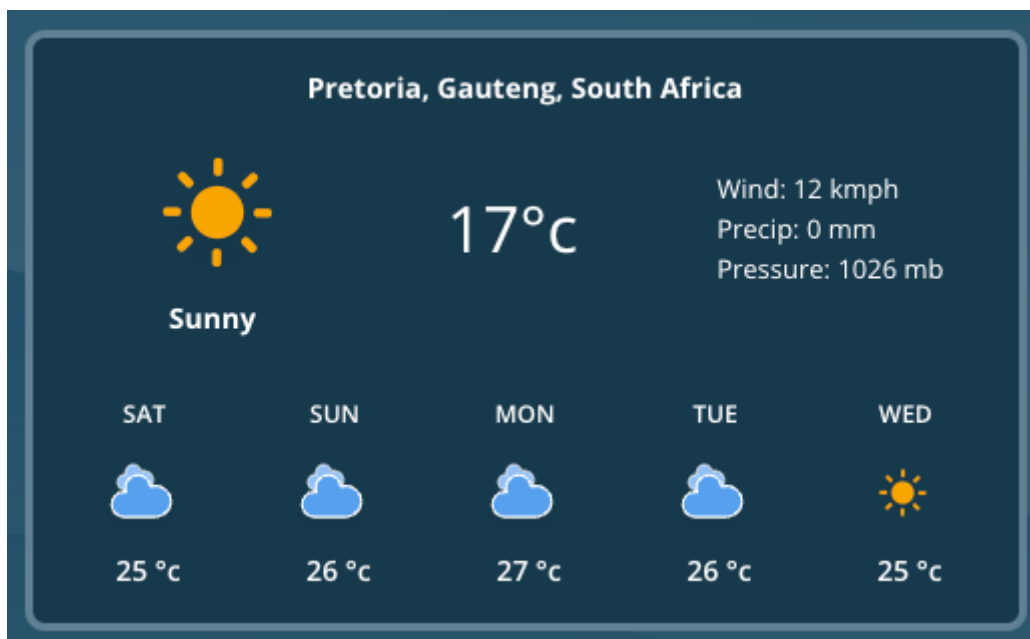 Pretoria, Gauteng, South Africa
17°c
Wind: 12 kmph
Precip: 0 mm
Pressure: 1026 mb
Sunny
SAT SUN MON TUE WED
25 °c 26 °c 27 °c 26 °c 25 °c